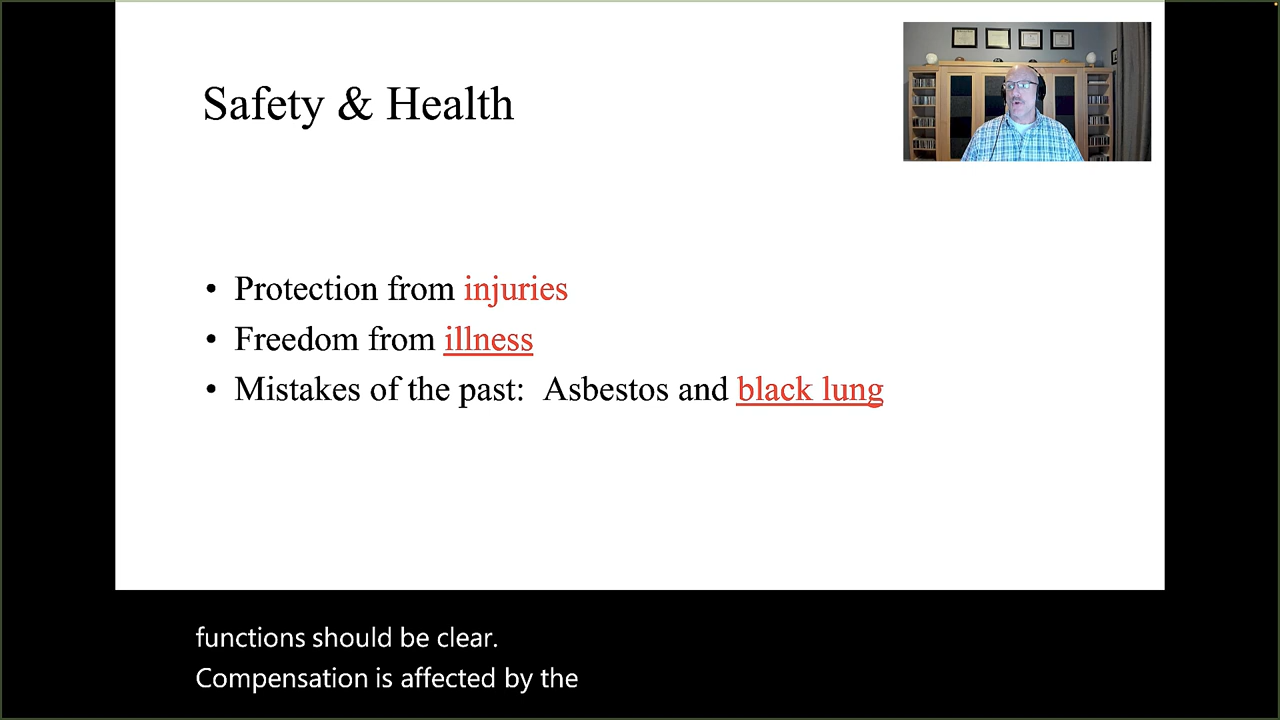 Safety & Health
• Protection from injuries
• Freedom from illness
• Mistakes of the past:  Asbestos and black lung
functions should be clear.
Compensation is affected by the